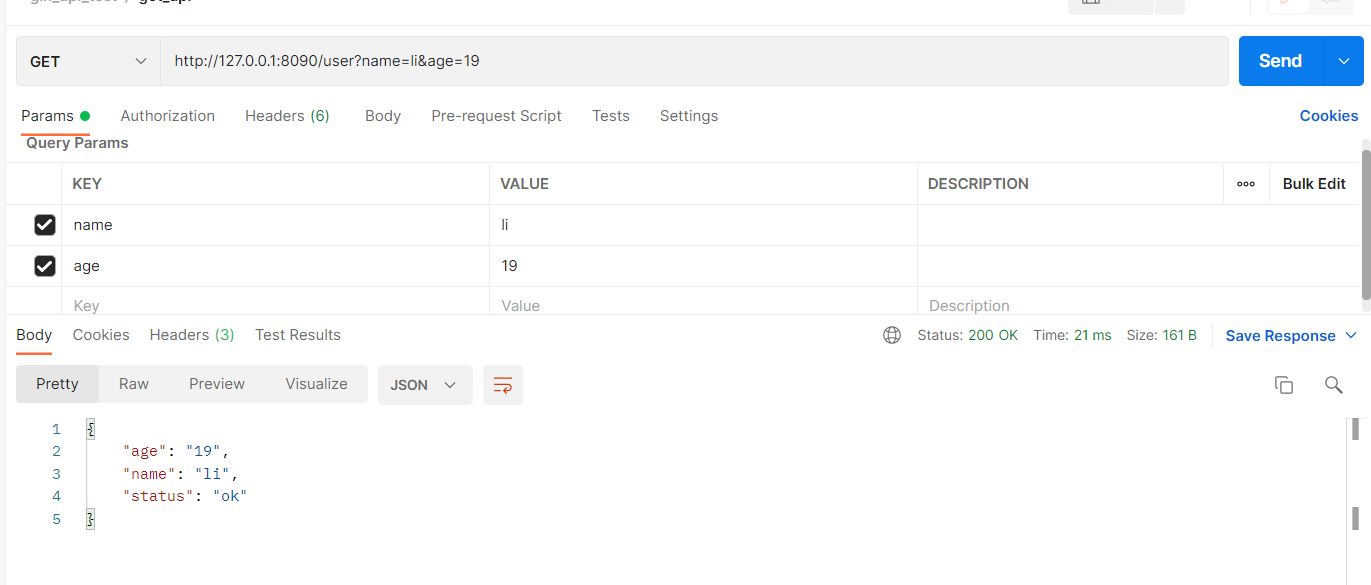 GET http://127.0.0.1:8090/user?name=li&age=19 Send
Params Authorization Headers (6) Body Pre-request Script Tests Settings Cookies
Query Params
KEY VALUE DESCRIPTION Bulk Edit
name li
age 19
Key Value Description
Body Cookies Headers (3) Test Results Status: 200 OK Time: 21 ms Size: 161 B Save Response
Pretty Raw Preview Visualize JSON
1 {
2 "age": "19",
3 "name": "li",
4 "status": "ok"
5 }